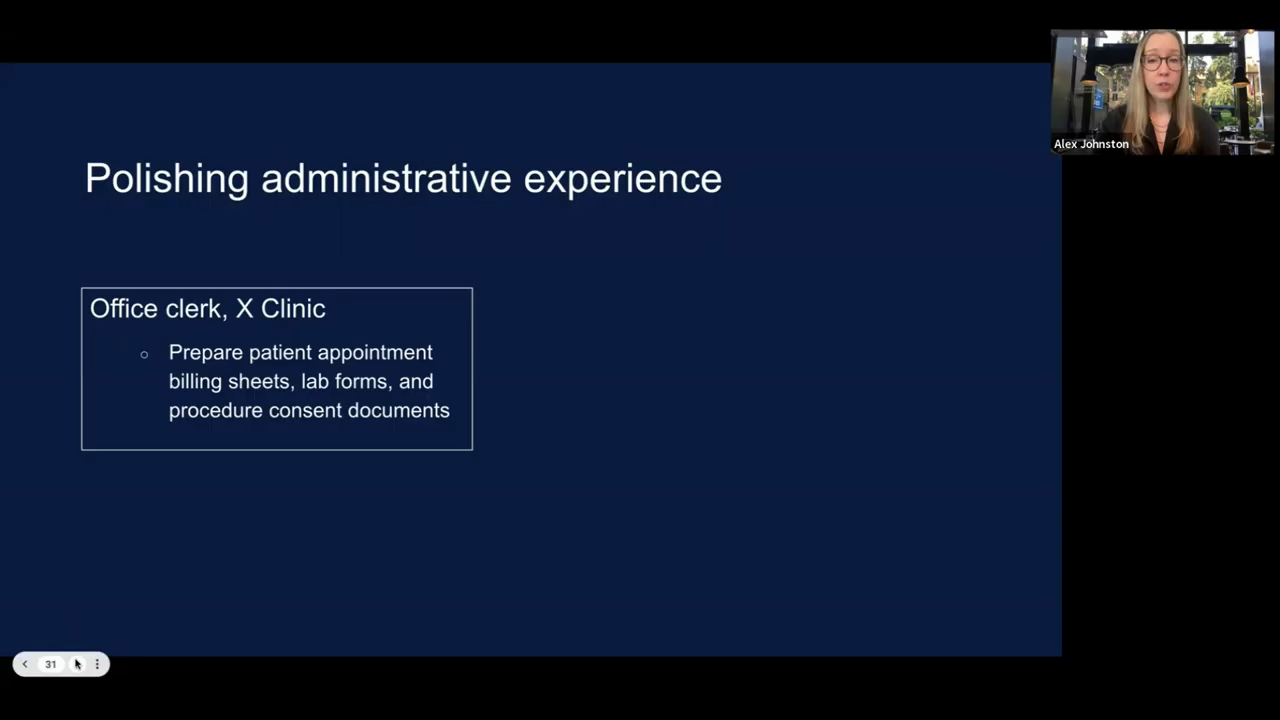 Polishing administrative experience
Office clerk, X Clinic
Prepare patient appointment
billing sheets, lab forms, and
procedure consent documents
Alex Johnston
31